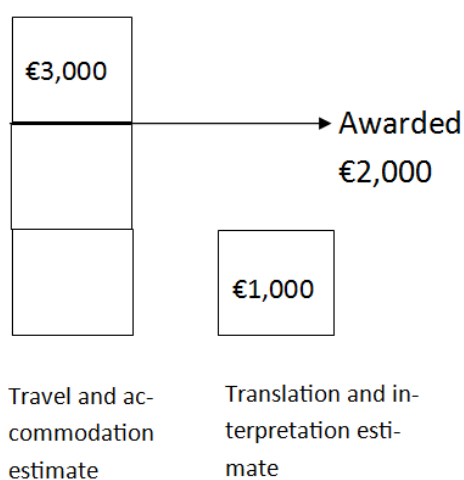 €3,000
Awarded
€2,000
€1,000
Travel and ac-
commodation
estimate
Translation and in-
terpretation esti-
mate